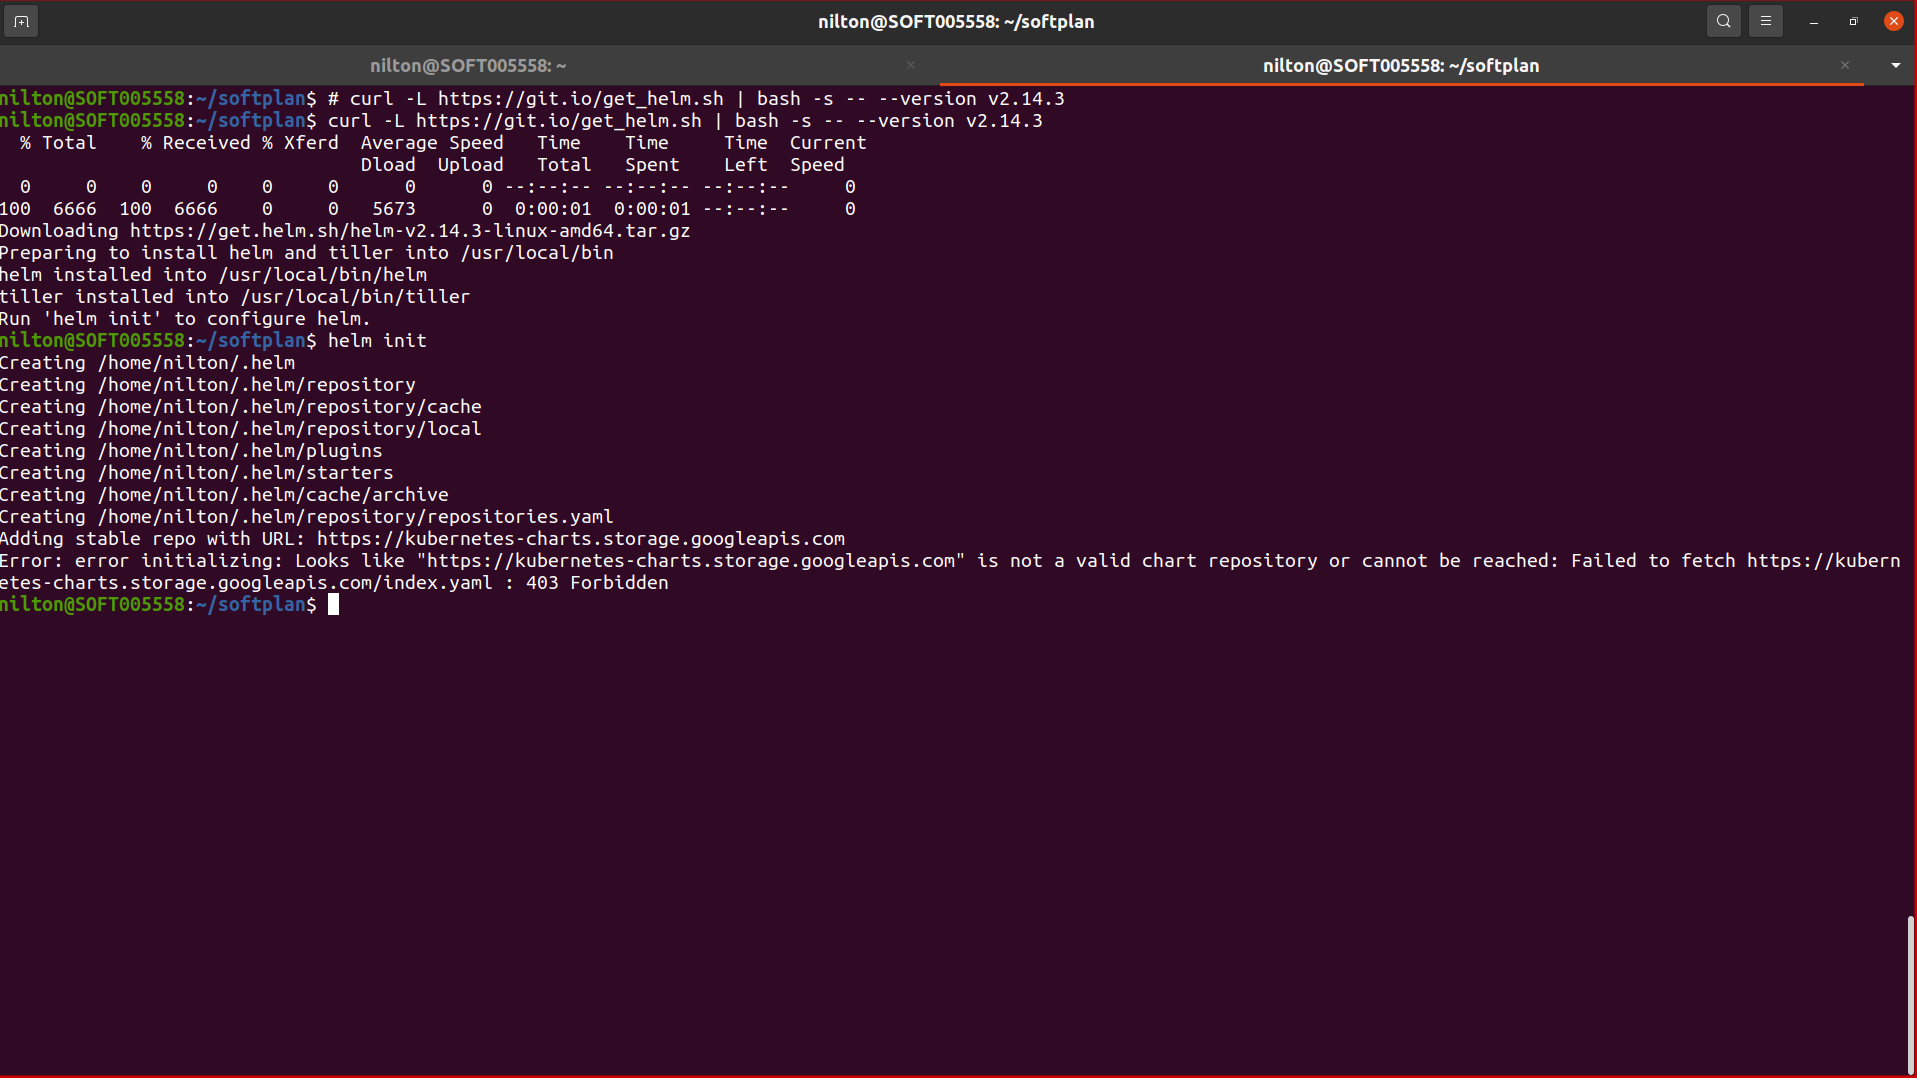 nilton@SOFT005558: ~/softplan
nilton@SOFT005558: ~
nilton@SOFT005558: ~/softplan
nilton@SOFT005558:~/softplan$ # curl -L https://git.io/get_helm.sh | bash -s -- --version v2.14.3
nilton@SOFT005558:~/softplan$ curl -L https://git.io/get_helm.sh | bash -s -- --version v2.14.3
  % Total    % Received % Xferd  Average Speed   Time    Time     Time  Current
                                 Dload  Upload   Total   Spent    Left  Speed
  0     0    0     0    0     0      0      0 --:--:-- --:--:-- --:--:--     0
100  6666  100  6666    0     0   5673      0  0:00:01  0:00:01 --:--:--     0
Downloading https://get.helm.sh/helm-v2.14.3-linux-amd64.tar.gz
Preparing to install helm and tiller into /usr/local/bin
helm installed into /usr/local/bin/helm
tiller installed into /usr/local/bin/tiller
Run 'helm init' to configure helm.
nilton@SOFT005558:~/softplan$ helm init
Creating /home/nilton/.helm
Creating /home/nilton/.helm/repository
Creating /home/nilton/.helm/repository/cache
Creating /home/nilton/.helm/repository/local
Creating /home/nilton/.helm/plugins
Creating /home/nilton/.helm/starters
Creating /home/nilton/.helm/cache/archive
Creating /home/nilton/.helm/repository/repositories.yaml
Adding stable repo with URL: https://kubernetes-charts.storage.googleapis.com
Error: error initializing: Looks like "https://kubernetes-charts.storage.googleapis.com" is not a valid chart repository or cannot be reached: Failed to fetch https://kubern
etes-charts.storage.googleapis.com/index.yaml : 403 Forbidden
nilton@SOFT005558:~/softplan$